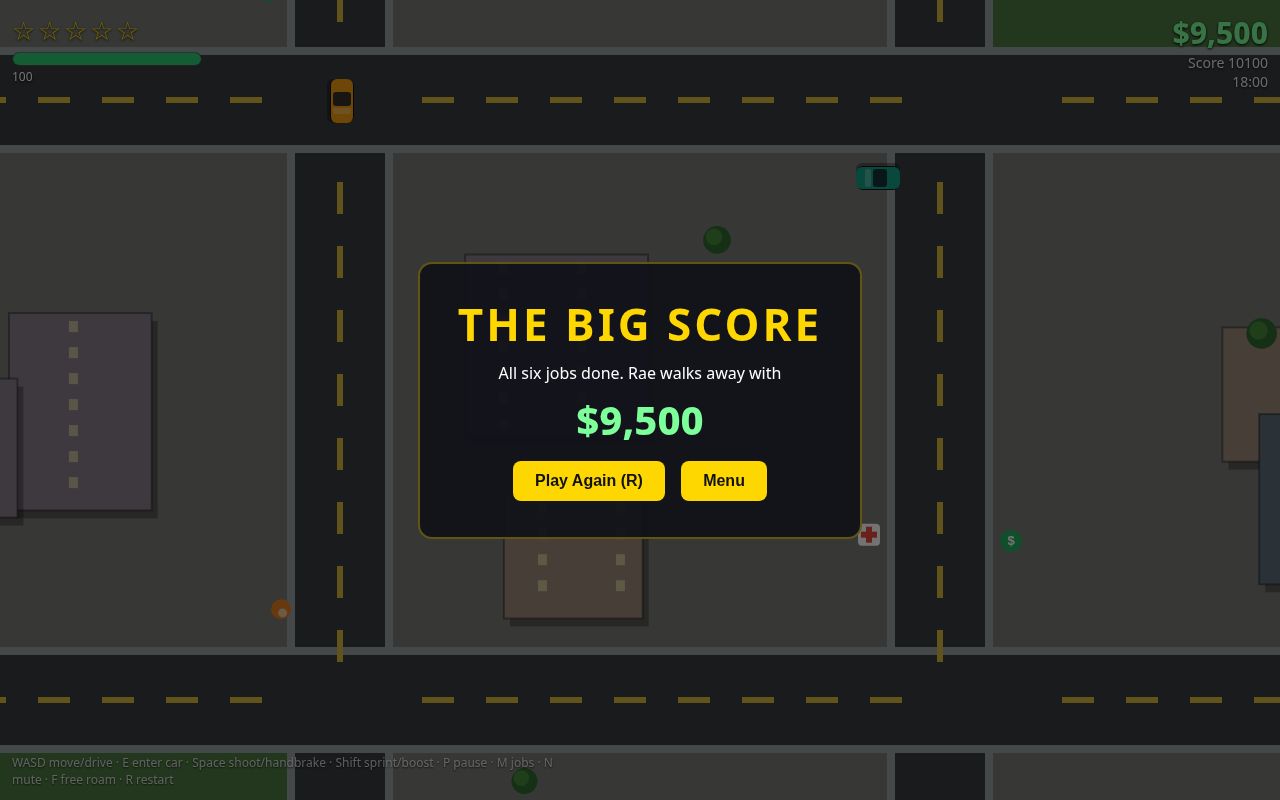 ☆☆☆☆☆
$9,500
Score 10100
100
18:00
THE BIG SCORE
All six jobs done. Rae walks away with
$9,500
Play Again (R)
Menu
$
WASD move/drive · E enter car · Space shoot/handbrake · Shift sprint/boost · P pause · M jobs · N
mute · F free roam · R restart